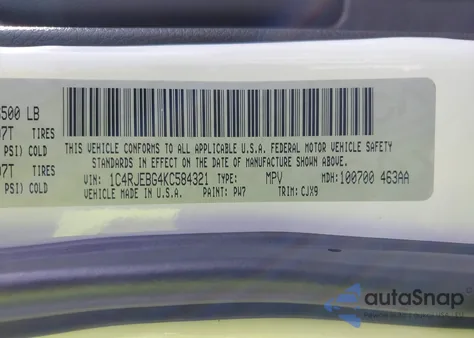 500 LB
7T TIRES
PSI) COLD
7T TIRES
PSI) COLD
THIS VEHICLE CONFORMS TO ALL APPLICABLE U.S.A. FEDERAL MOTOR VEHICLE SAFETY
STANDARDS IN EFFECT ON THE DATE OF MANUFACTURE SHOWN ABOVE.
VIN: 1C4RJEBG4KC584321 TYPE: MPV MDH: 100700 463AA
VEHICLE MADE IN U.S.A. PAINT: PW7 TRIM: CJX9
autoSnap